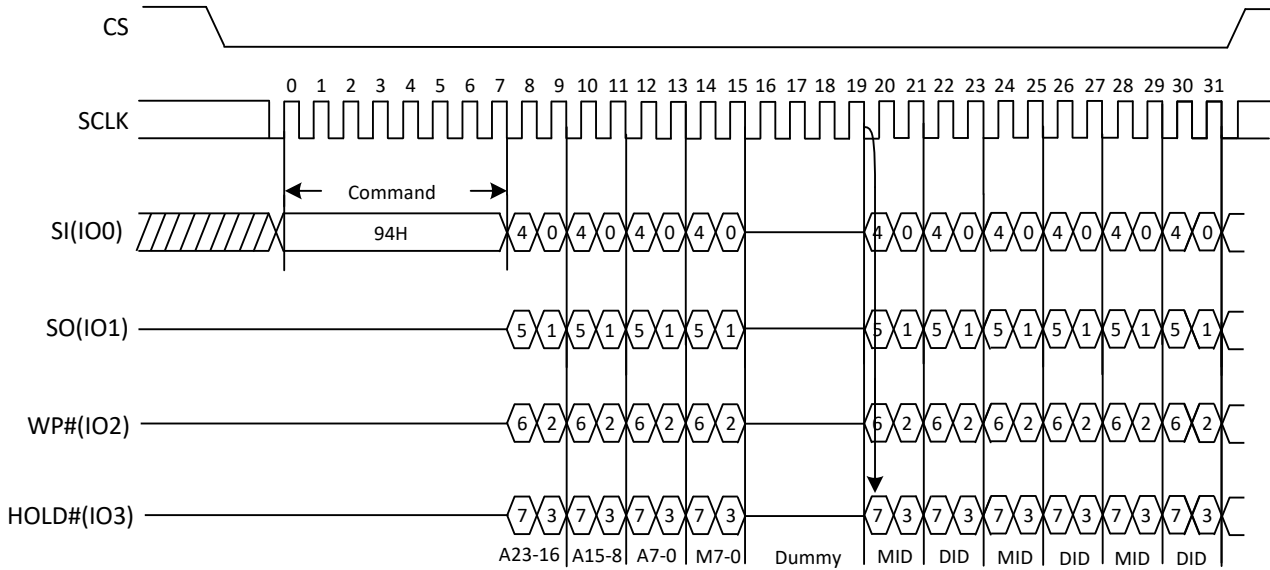 CS
0 1 2 3 4 5 6 7 8 9 10 11 12 13 14 15 16 17 18 19 20 21 22 23 24 25 26 27 28 29 30 31
SCLK
Command
SI(IO0) 94H 4 0 4 0 4 0 4 0 4 0 4 0 4 0 4 0 4 0 4 0
SO(IO1) 5 1 5 1 5 1 5 1 5 1 5 1 5 1 5 1 5 1 5 1
WP#(IO2) 6 2 6 2 6 2 6 2 6 2 6 2 6 2 6 2 6 2 6 2
HOLD#(IO3) 7 3 7 3 7 3 7 3 7 3 7 3 7 3 7 3 7 3 7 3
A23-16 A15-8 A7-0 M7-0 Dummy MID DID MID DID MID DID